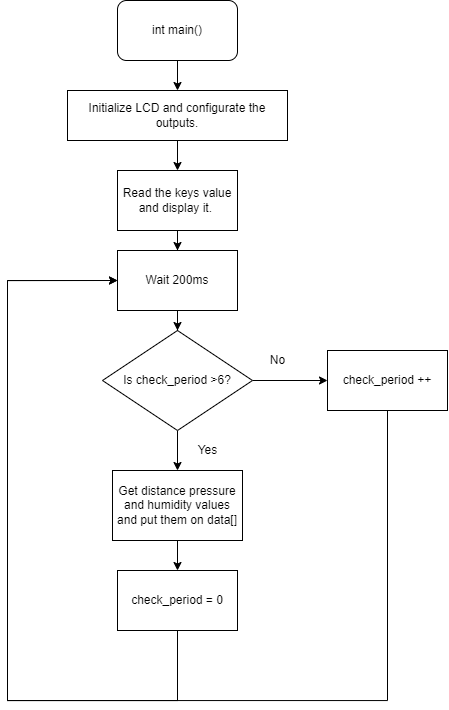 int main()
Initialize LCD and configurate the
outputs.
Read the keys value
and display it.
Wait 200ms
Is check_period >6?
No
check_period ++
Yes
Get distance pressure
and humidity values
and put them on data[]
check_period = 0